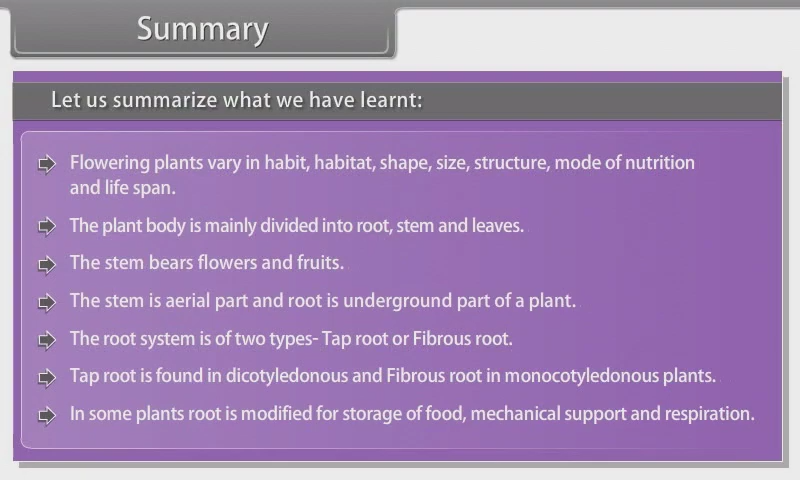 Summary
Let us summarize what we have learnt:
Flowering plants vary in habit, habitat, shape, size, structure, mode of nutrition
and life span.
The plant body is mainly divided into root, stem and leaves.
The stem bears flowers and fruits.
The stem is aerial part and root is underground part of a plant.
The root system is of two types- Tap root or Fibrous root.
Tap root is found in dicotyledonous and Fibrous root in monocotyledonous plants.
In some plants root is modified for storage of food, mechanical support and respiration.